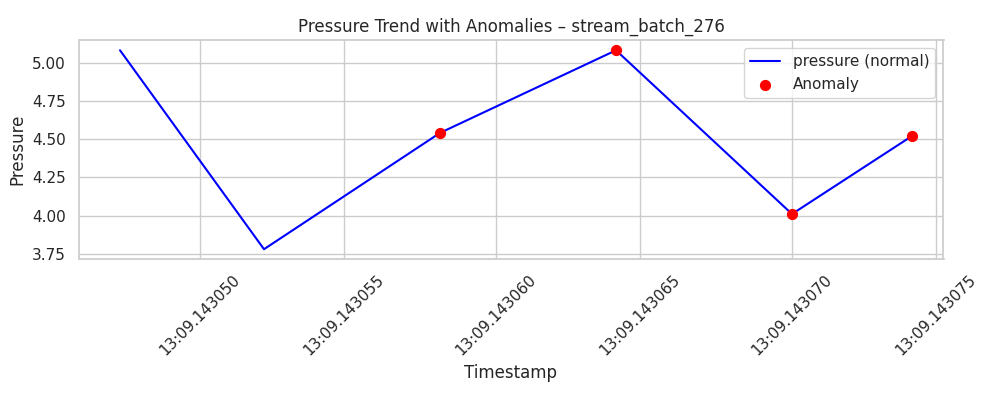 Pressure Trend with Anomalies – stream_batch_276
pressure (normal)
Anomaly
Pressure
5.00
4.75
4.50
4.25
4.00
3.75
13:09.143050
13:09.143055
13:09.143060
13:09.143065
13:09.143070
13:09.143075
Timestamp